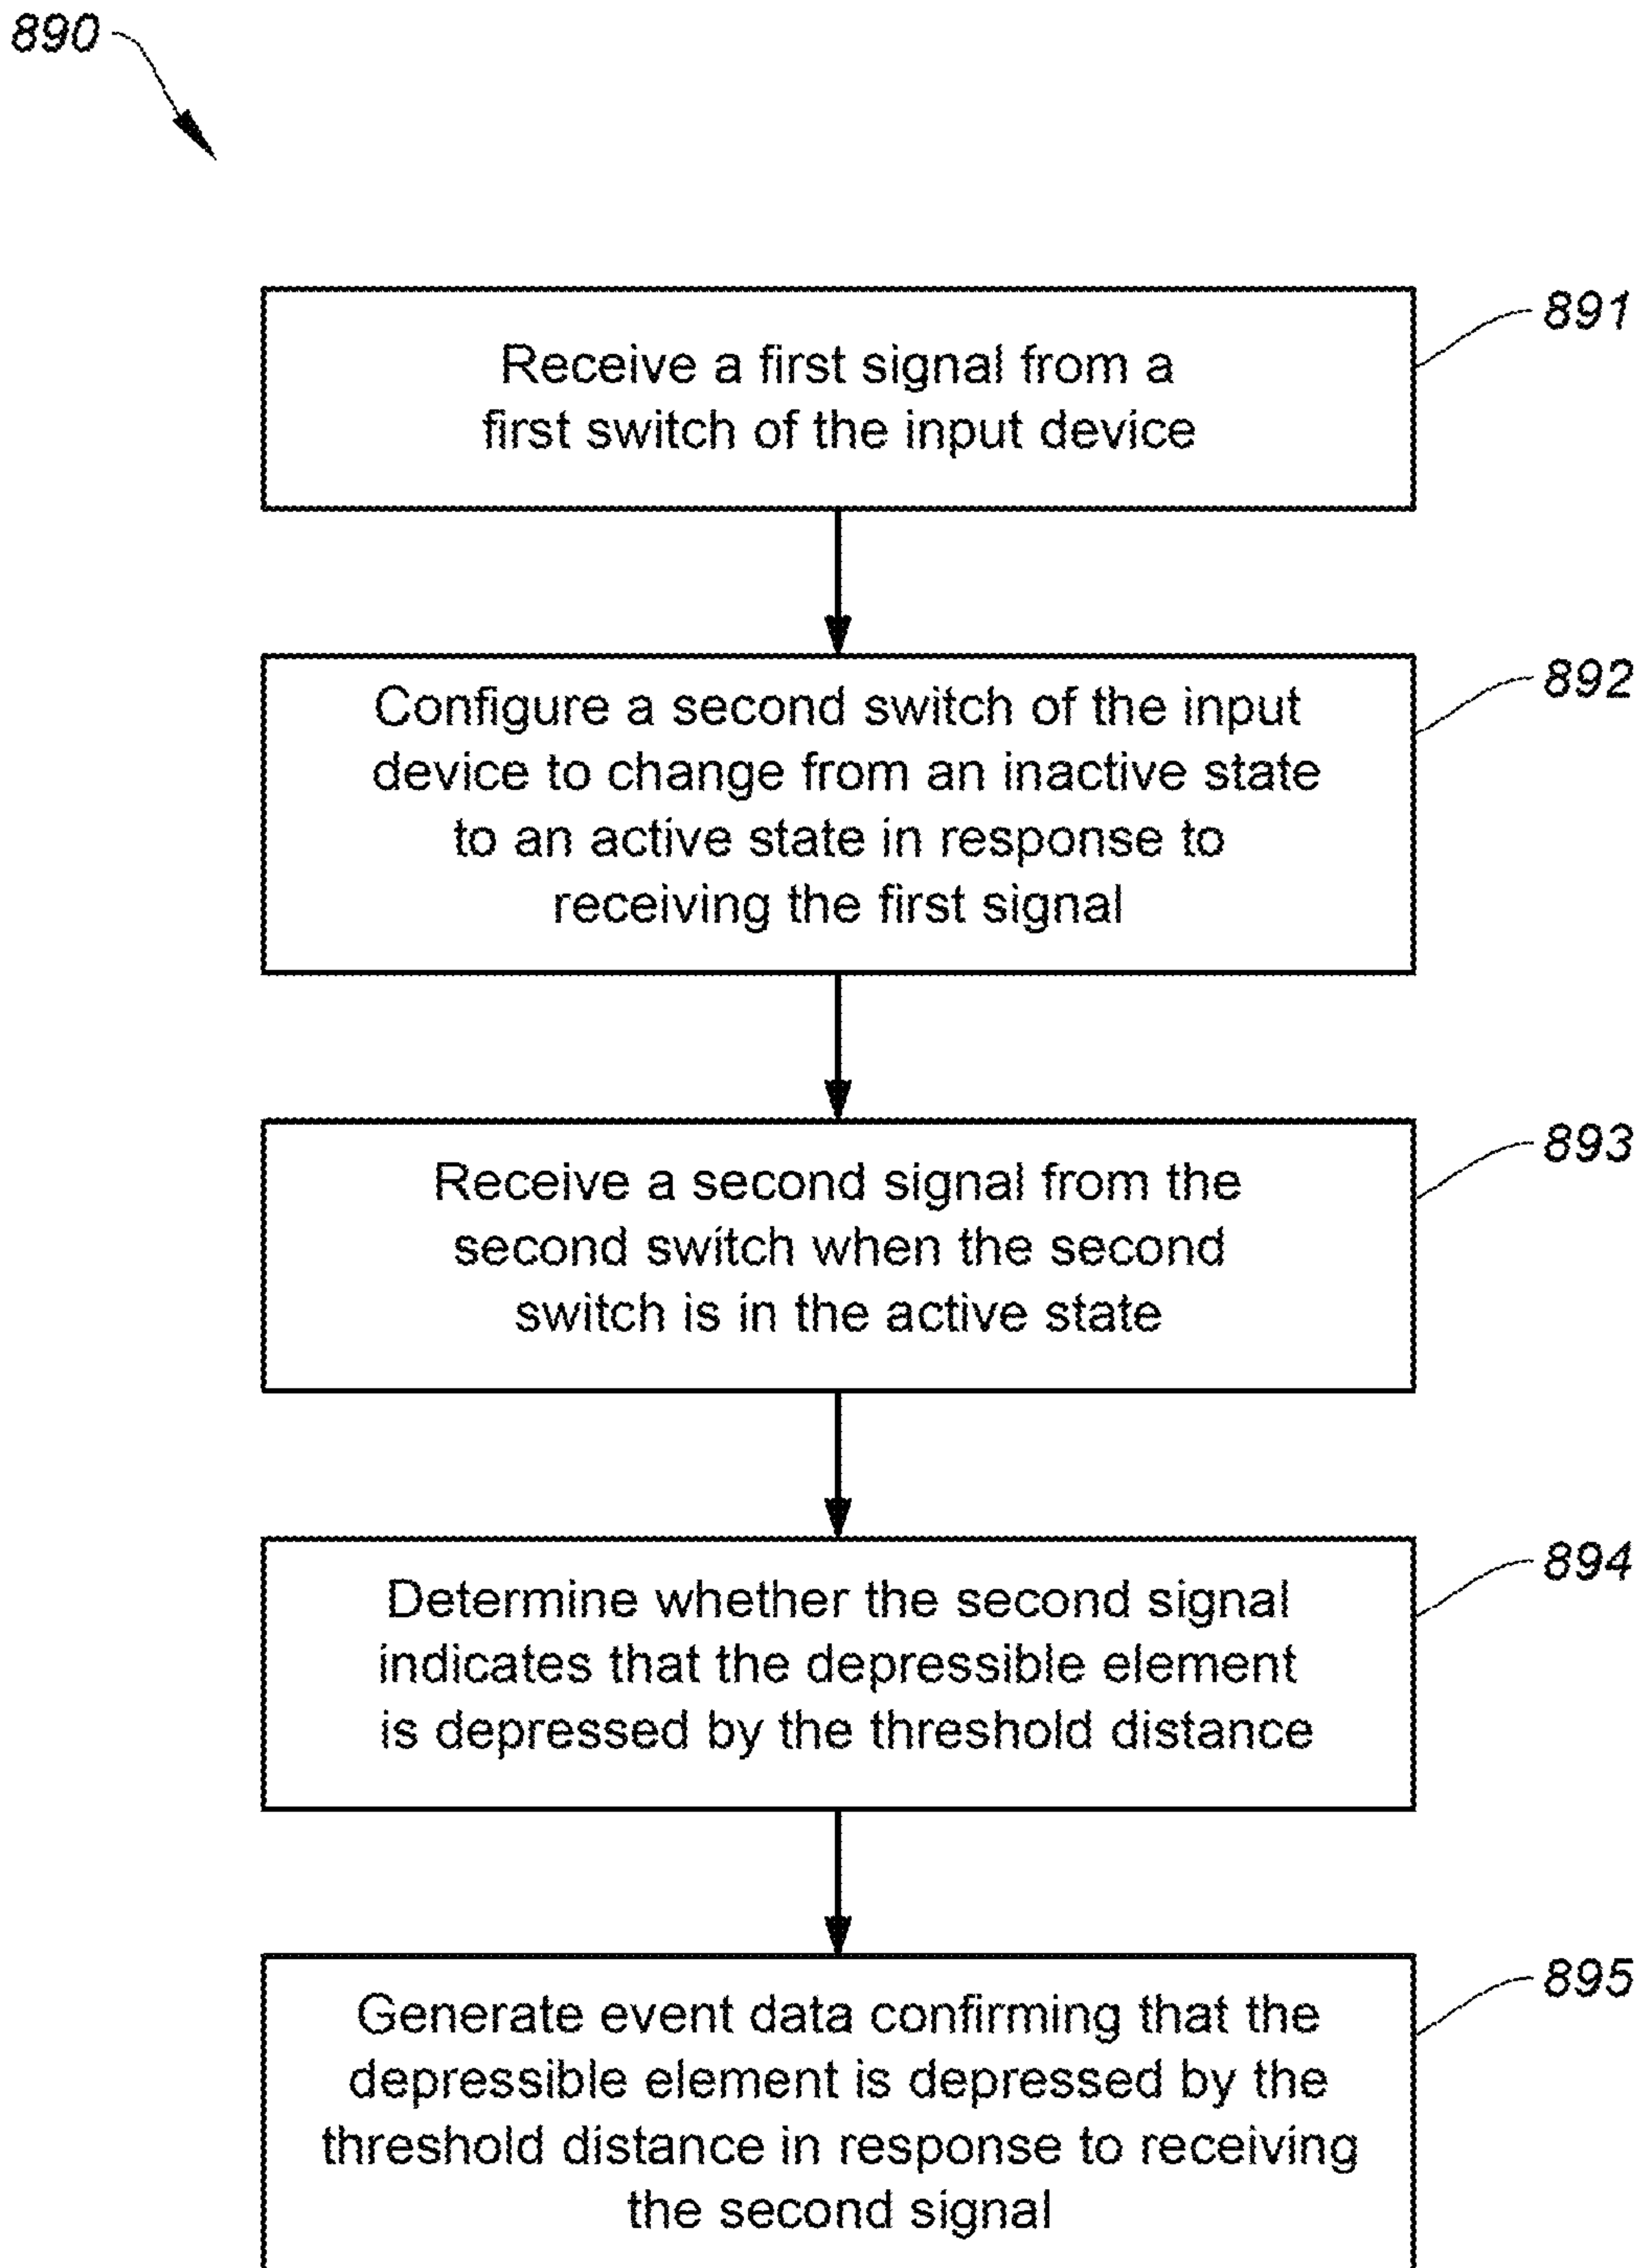 890
891
Receive a first signal from a
first switch of the input device
892
Configure a second switch of the input
device to change from an inactive state
to an active state in response to
receiving the first signal
893
Receive a second signal from the
second switch when the second
switch is in the active state
894
Determine whether the second signal
indicates that the depressible element
is depressed by the threshold distance
895
Generate event data confirming that the
depressible element is depressed by the
threshold distance in response to receiving
the second signal